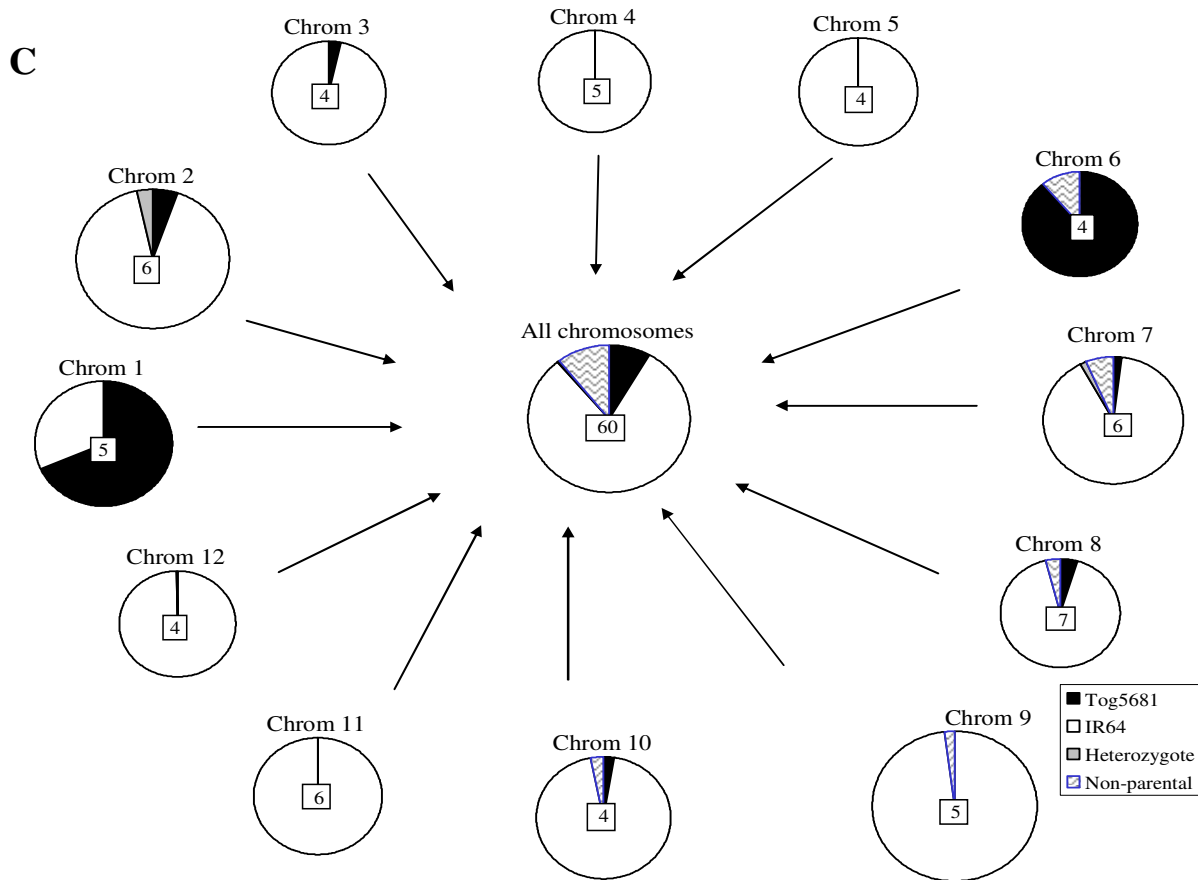 C
Chrom 3
4
Chrom 4
5
Chrom 5
4
Chrom 2
6
Chrom 6
4
All chromosomes
60
Chrom 1
5
Chrom 7
6
Chrom 12
4
Chrom 8
7
Chrom 11
6
Chrom 10
4
Chrom 9
5
Tog5681
IR64
Heterozygote
Non-parental